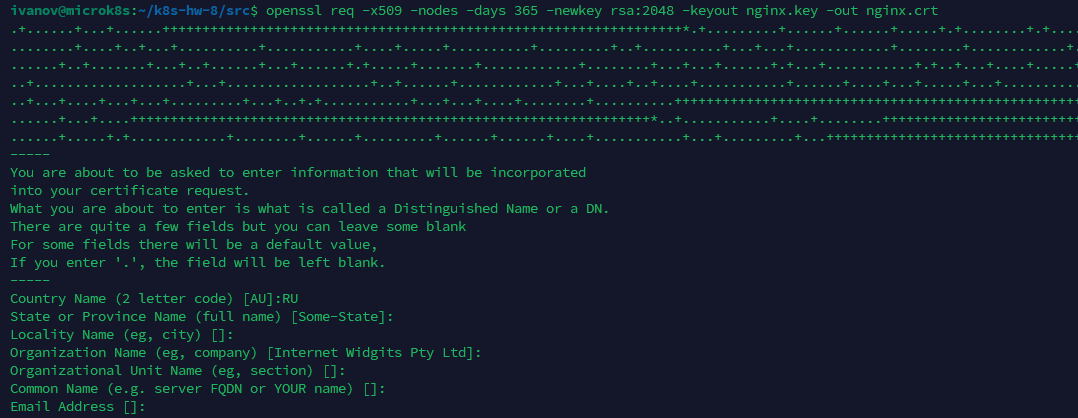 ivanov@microk8s:~/k8s-hw-8/src$ openssl req -x509 -nodes -days 365 -newkey rsa:2048 -keyout nginx.key -out nginx.crt
-----
You are about to be asked to enter information that will be incorporated
into your certificate request.
What you are about to enter is what is called a Distinguished Name or a DN.
There are quite a few fields but you can leave some blank
For some fields there will be a default value,
If you enter '.', the field will be left blank.
-----
Country Name (2 letter code) [AU]:RU
State or Province Name (full name) [Some-State]:
Locality Name (eg, city) []:
Organization Name (eg, company) [Internet Widgits Pty Ltd]:
Organizational Unit Name (eg, section) []:
Common Name (e.g. server FQDN or YOUR name) []:
Email Address []: